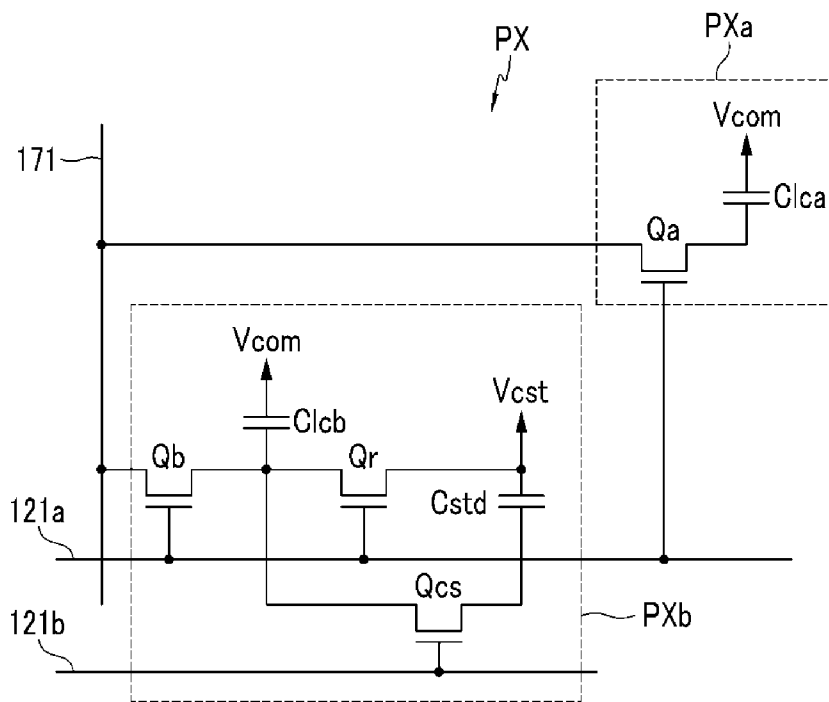 PX
PXa
171
Vcom
Clca
Qa
Vcom
Vcst
Clcb
Qb
Qr
Cstd
121a
Qcs
121b
PXb